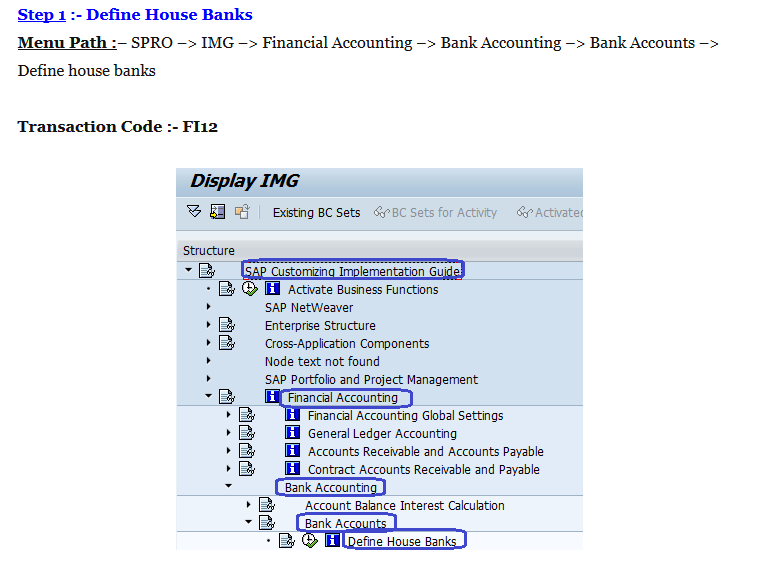 Step 1 :- Define House Banks
Menu Path :– SPRO –> IMG –> Financial Accounting –> Bank Accounting –> Bank Accounts –>
Define house banks
Transaction Code :- FI12
Display IMG
Existing BC Sets BC Sets for Activity Activated
Structure
SAP Customizing Implementation Guide
Activate Business Functions
SAP NetWeaver
Enterprise Structure
Cross-Application Components
Node text not found
SAP Portfolio and Project Management
Financial Accounting
Financial Accounting Global Settings
General Ledger Accounting
Accounts Receivable and Accounts Payable
Contract Accounts Receivable and Payable
Bank Accounting
Account Balance Interest Calculation
Bank Accounts
Define House Banks